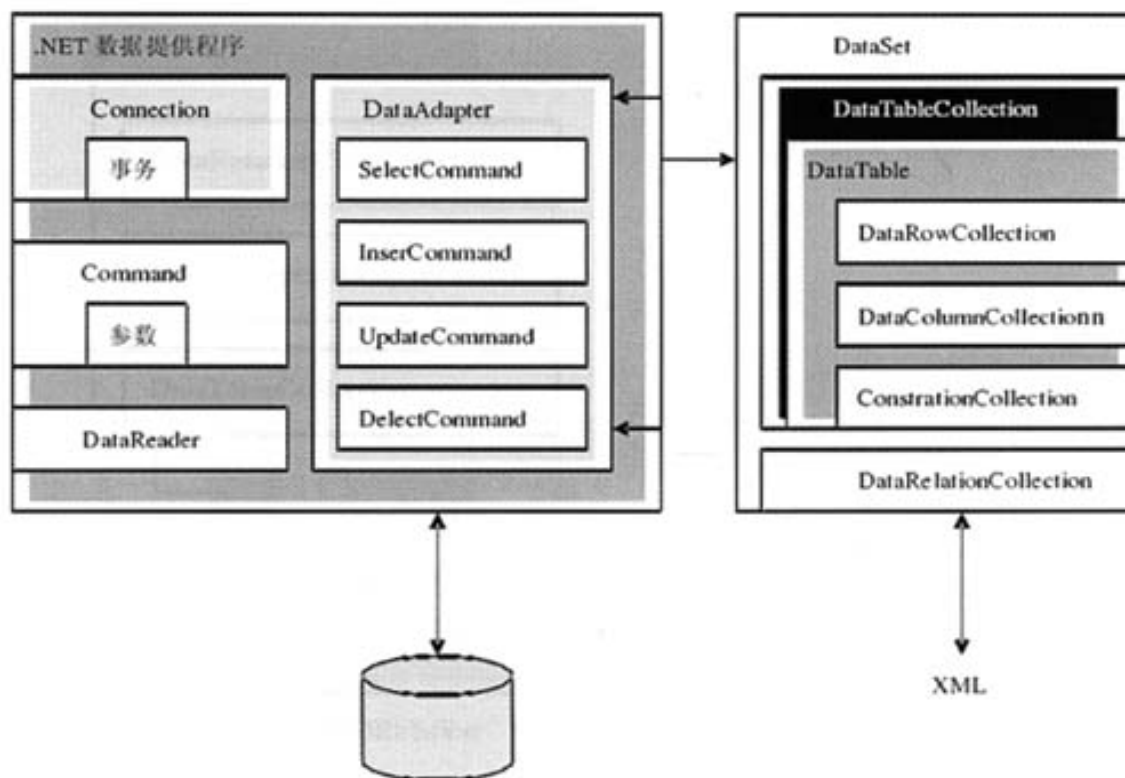 .NET 数据提供程序
Connection
事务
Command
参数
DataReader
DataAdapter
SelectCommand
InserCommand
UpdateCommand
DelectCommand
DataSet
DataTableCollection
DataTable
DataRowCollection
DataColumnCollectionn
ConstrationCollection
DataRelationCollection
XML